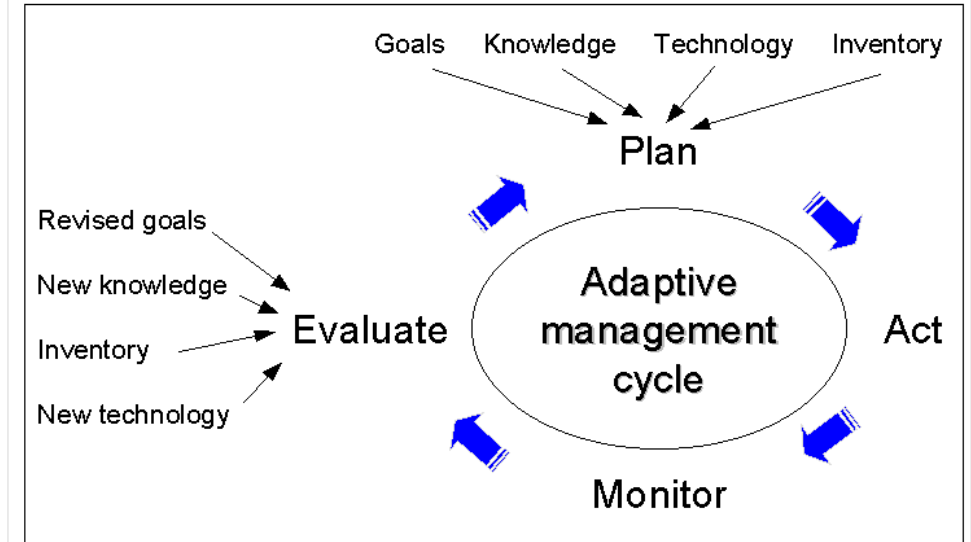 Goals Knowledge Technology Inventory
Plan
Revised goals
New knowledge
Inventory
New technology
Evaluate
Adaptive
management
cycle
Act
Monitor